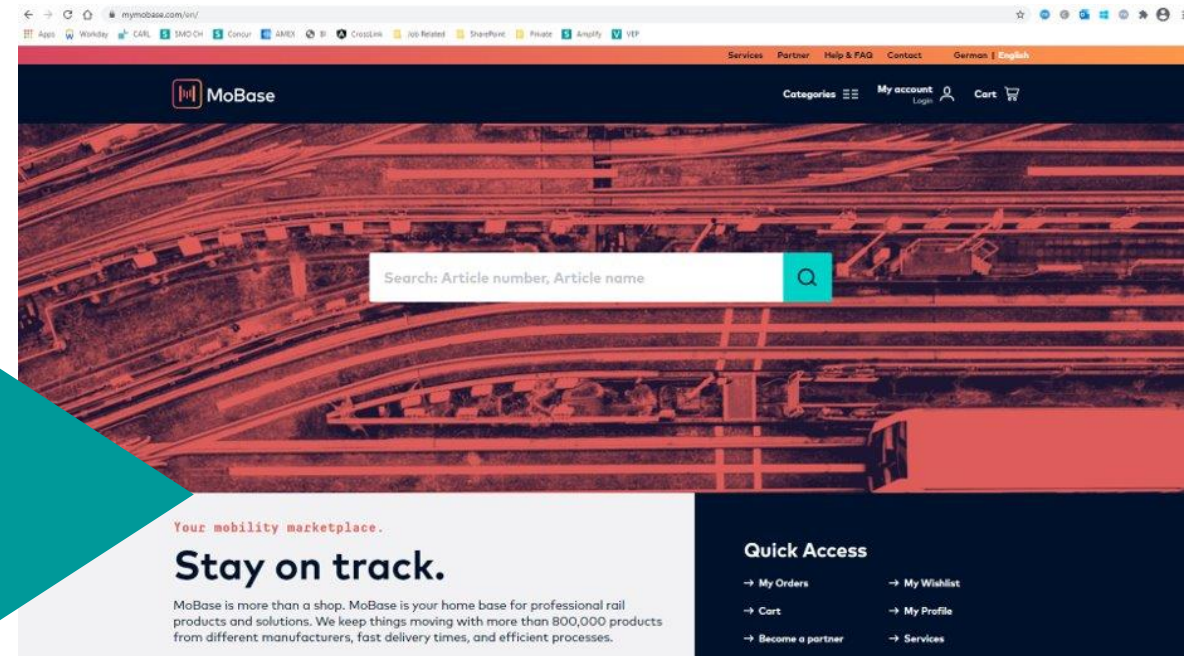 mymobase.com/en/
Apps Workday CARL SMO CH Concur AMEX BI CrossLink Job Related SharePoint Private Amplify VEP
Services Partner Help & FAQ Contact German | English
MoBase
Categories My account Login Cart
Search: Article number, Article name
Your mobility marketplace.
Stay on track.
MoBase is more than a shop. MoBase is your home base for professional rail
products and solutions. We keep things moving with more than 800,000 products
from different manufacturers, fast delivery times, and efficient processes.
Quick Access
→ My Orders → My Wishlist
→ Cart → My Profile
→ Become a partner → Services